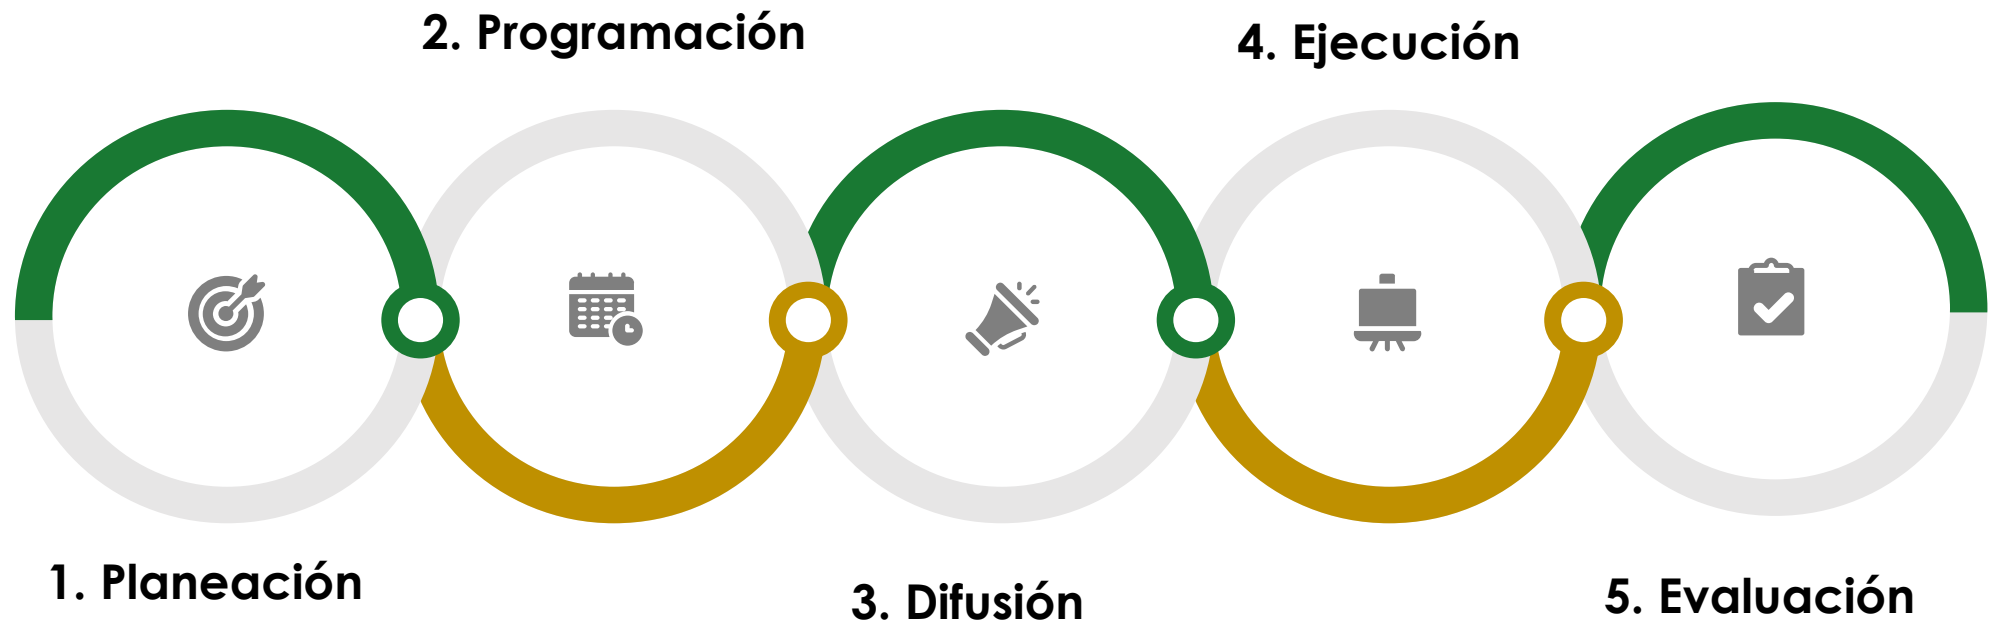 1. Planeación
2. Programación
3. Difusión
4. Ejecución
5. Evaluación